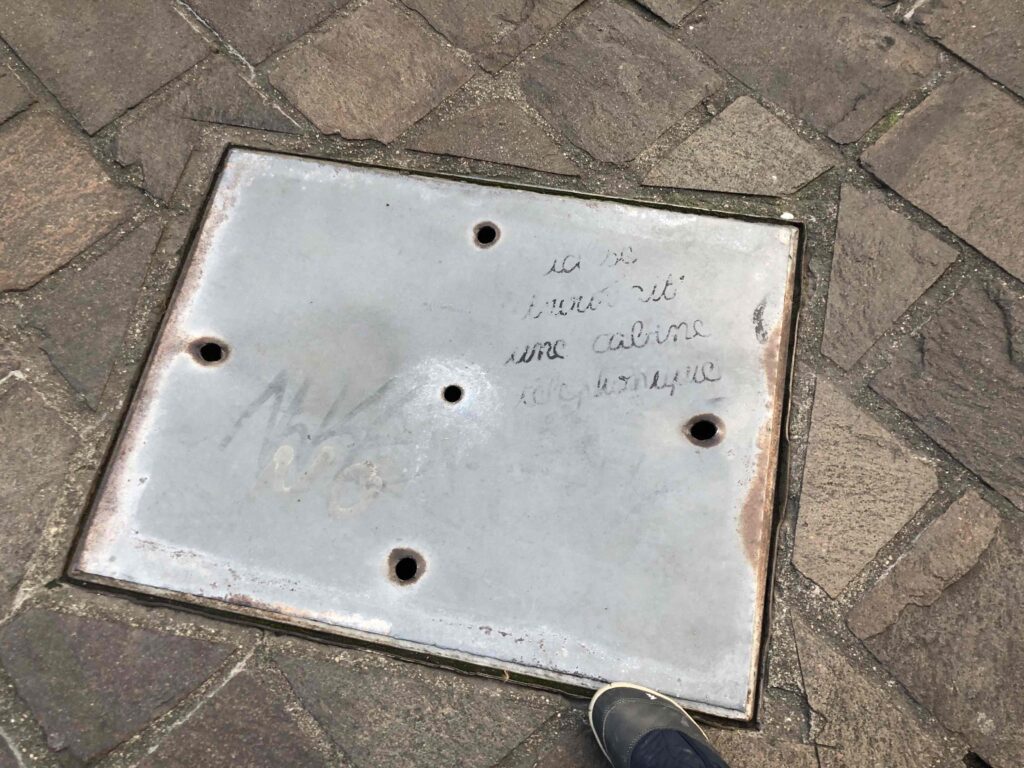 ici se
trouvait
une cabine
téléphonique